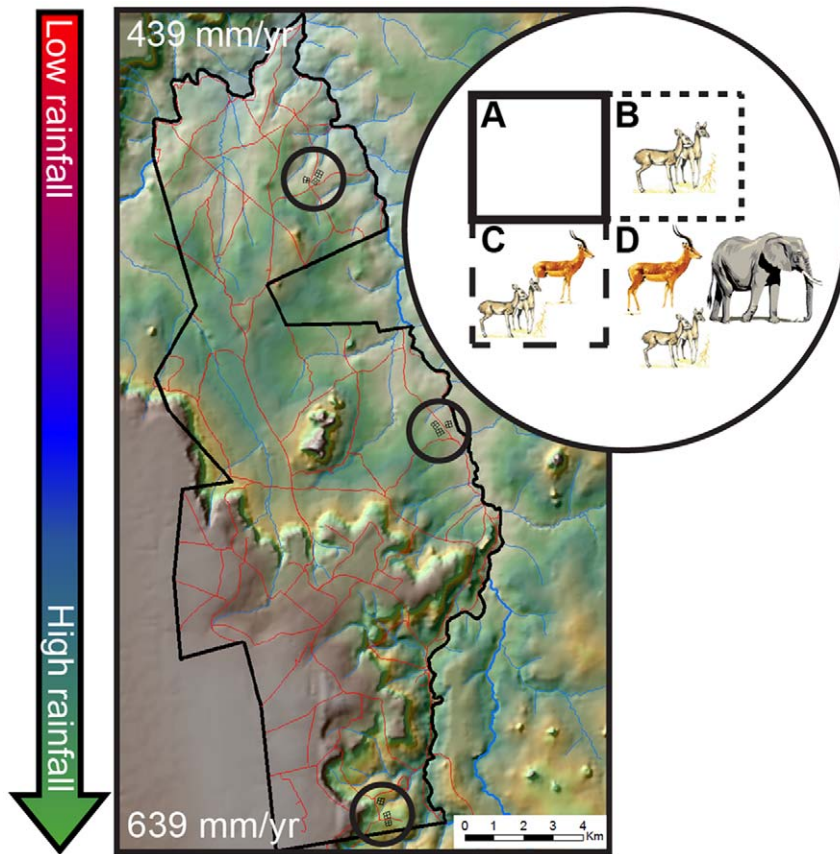 Low rainfall
High rainfall
439 mm/yr
A
B
C
D
639 mm/yr
0 1 2 3 4
Km